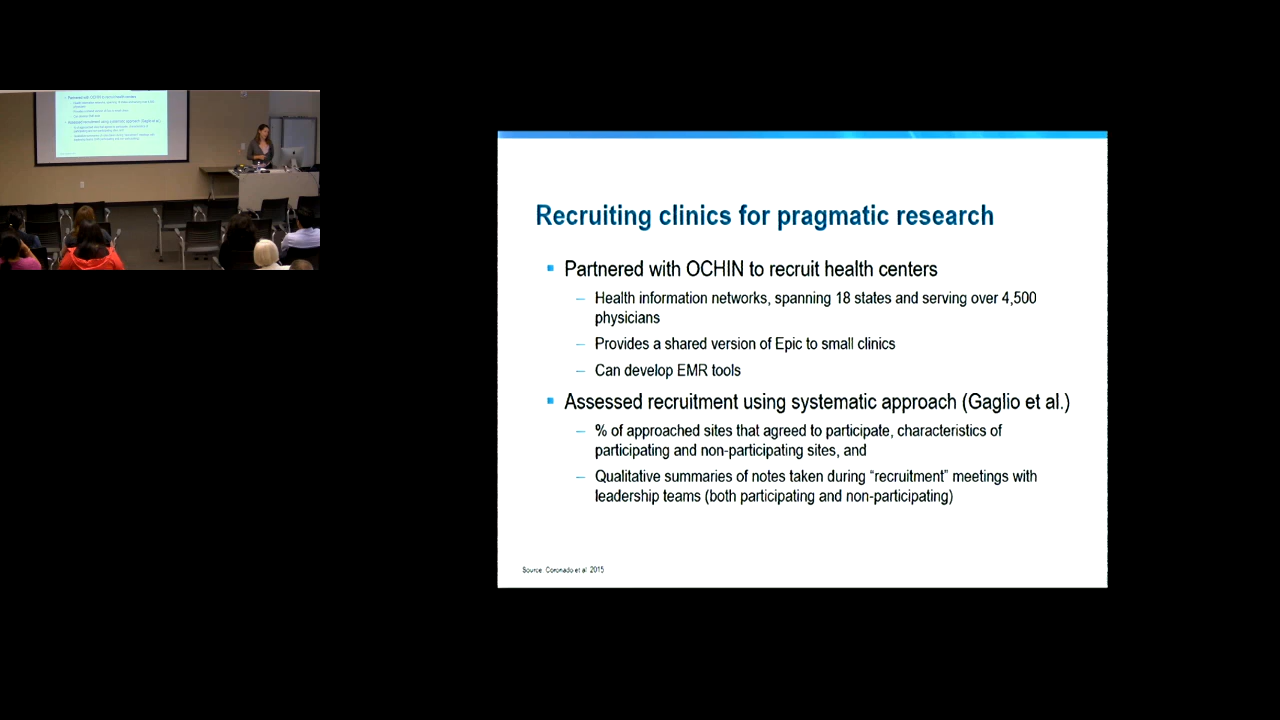 Recruiting clinics for pragmatic research
Partnered with OCHIN to recruit health centers
Health information networks, spanning 18 states and serving over 4,500
physicians
Provides a shared version of Epic to small clinics
Can develop EMR tools
Assessed recruitment using systematic approach (Gaglio et al.)
% of approached sites that agreed to participate, characteristics of
participating and non-participating sites, and
Qualitative summaries of notes taken during “recruitment” meetings with
leadership teams (both participating and non-participating)
Source: Coronado et al 2015